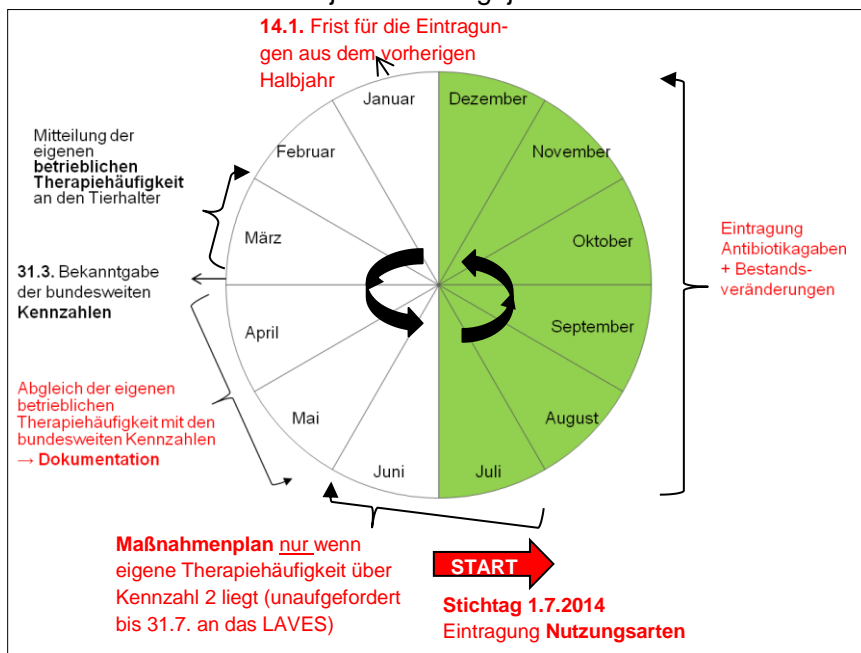 14.1. Frist für die Eintragun-
gen aus dem vorherigen
Halbjahr
Januar
Dezember
Februar
November
März
Oktober
April
September
Mai
August
Juni
Juli
Mitteilung der
eigenen
betrieblichen
Therapiehäufigkeit
an den Tierhalter
31.3. Bekanntgabe
der bundesweiten
Kennzahlen
Abgleich der eigenen
betrieblichen
Therapiehäufigkeit mit den
bundesweiten Kennzahlen
→ Dokumentation
Eintragung
Antibiotikagaben
+ Bestands-
veränderungen
Maßnahmenplan nur wenn
eigene Therapiehäufigkeit über
Kennzahl 2 liegt (unaufgefordert
bis 31.7. an das LAVES)
START
Stichtag 1.7.2014
Eintragung Nutzungsarten